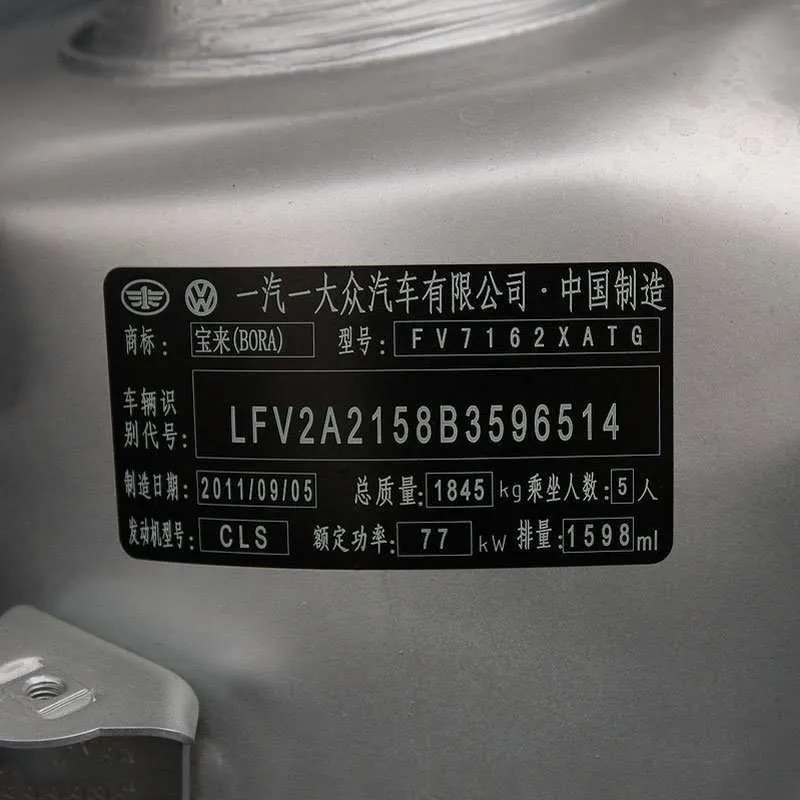 一汽一大众汽车有限公司·中国制造
商标: 宝来(BORA) 型号: FV7162XATG
车辆识别代号: LFV2A2158B3596514
制造日期: 2011/09/05 总质量: 1845 kg 乘坐人数: 5 人
发动机型号: CLS 额定功率: 77 kW 排量: 1598 ml